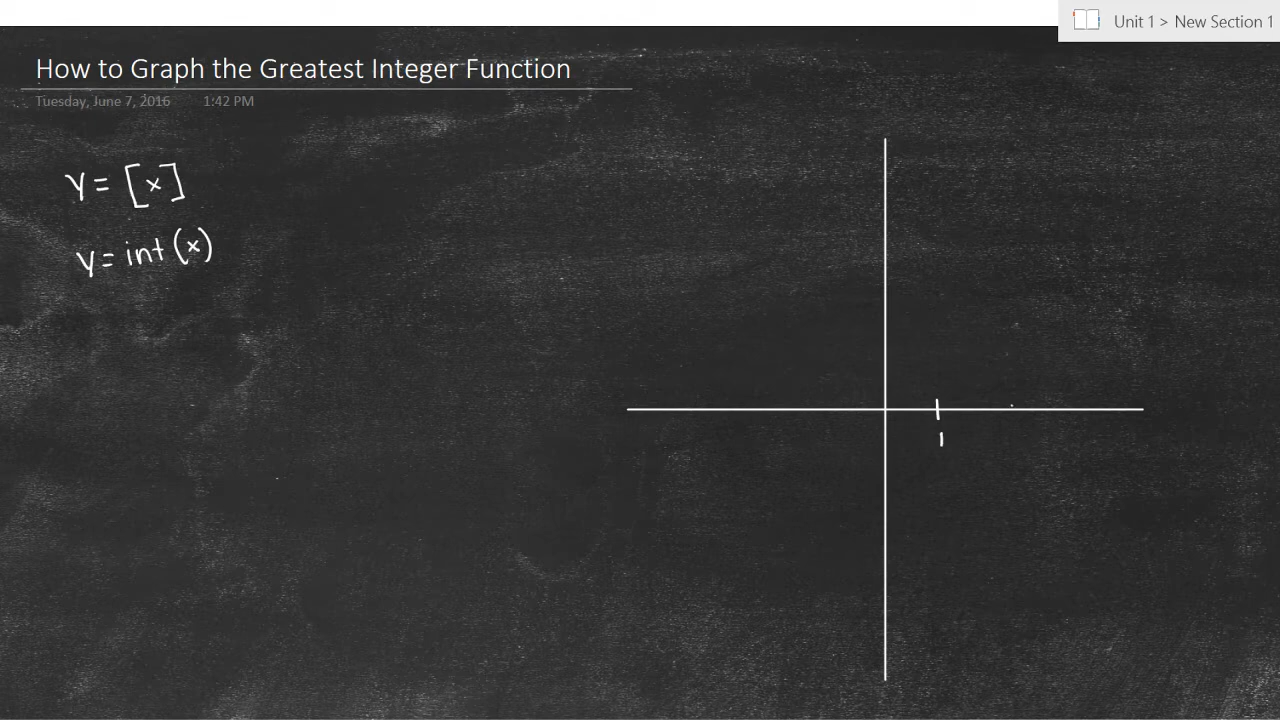 Unit 1 > New Section 1
How to Graph the Greatest Integer Function
Tuesday, June 7, 2016 1:42 PM
y = [x]
y = int (x)
1